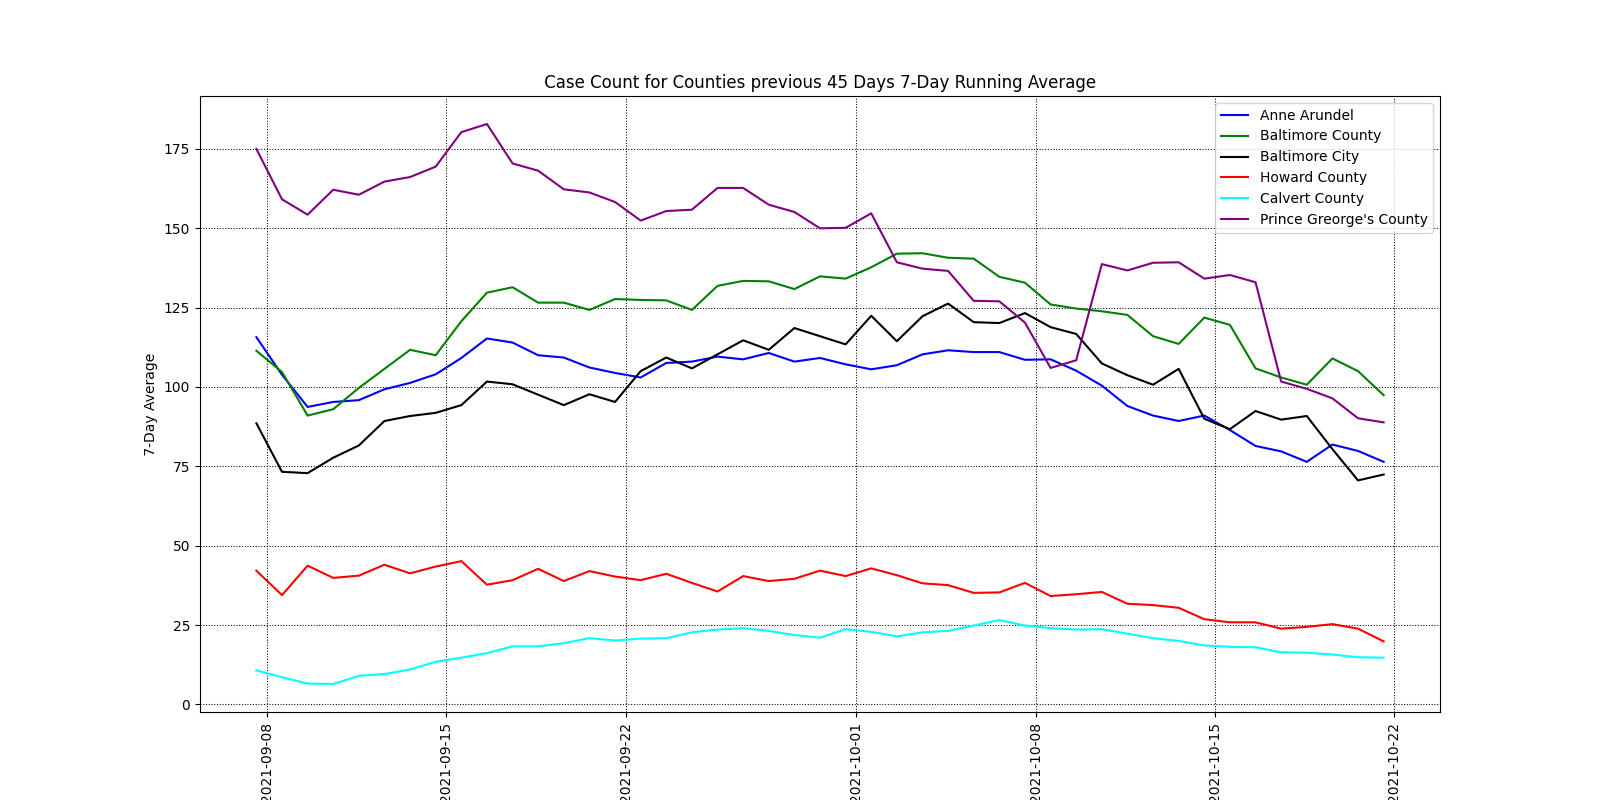 Case Count for Counties previous 45 Days 7-Day Running Average
Anne Arundel
Baltimore County
Baltimore City
Howard County
Calvert County
Prince Greorge's County
7-Day Average
175
150
125
100
75
50
25
0
2021-09-08
2021-09-15
2021-09-22
2021-10-01
2021-10-08
2021-10-15
2021-10-22